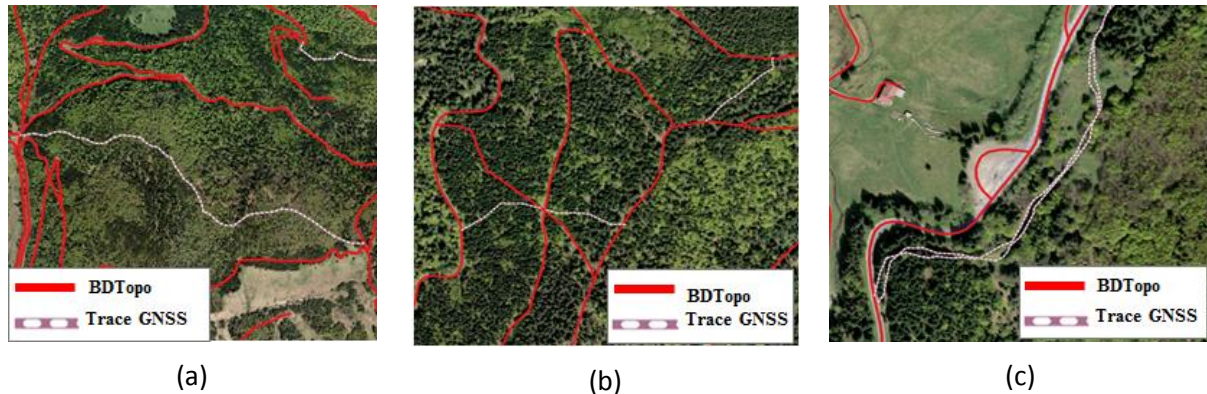 BDTopo
Trace GNSS
BDTopo
Trace GNSS
BDTopo
Trace GNSS
(a)
(b)
(c)